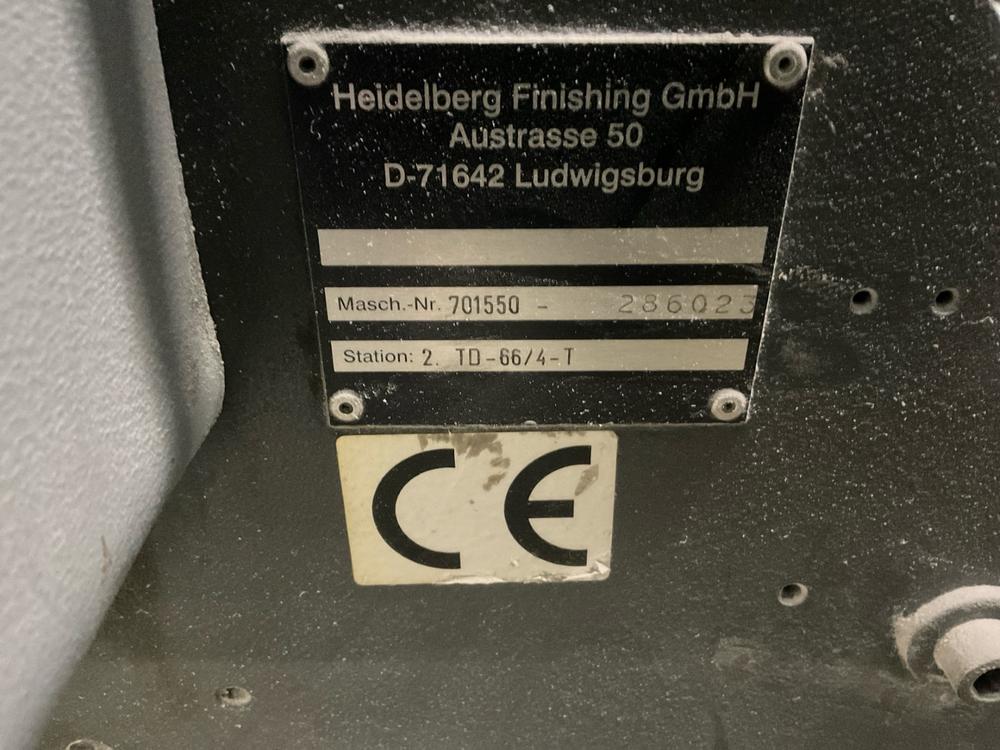 Heidelberg Finishing GmbH
Austrasse 50
D-71642 Ludwigsburg
Masch.-Nr. 701550 - 286023
Station: 2. TD-66/4-T
CE